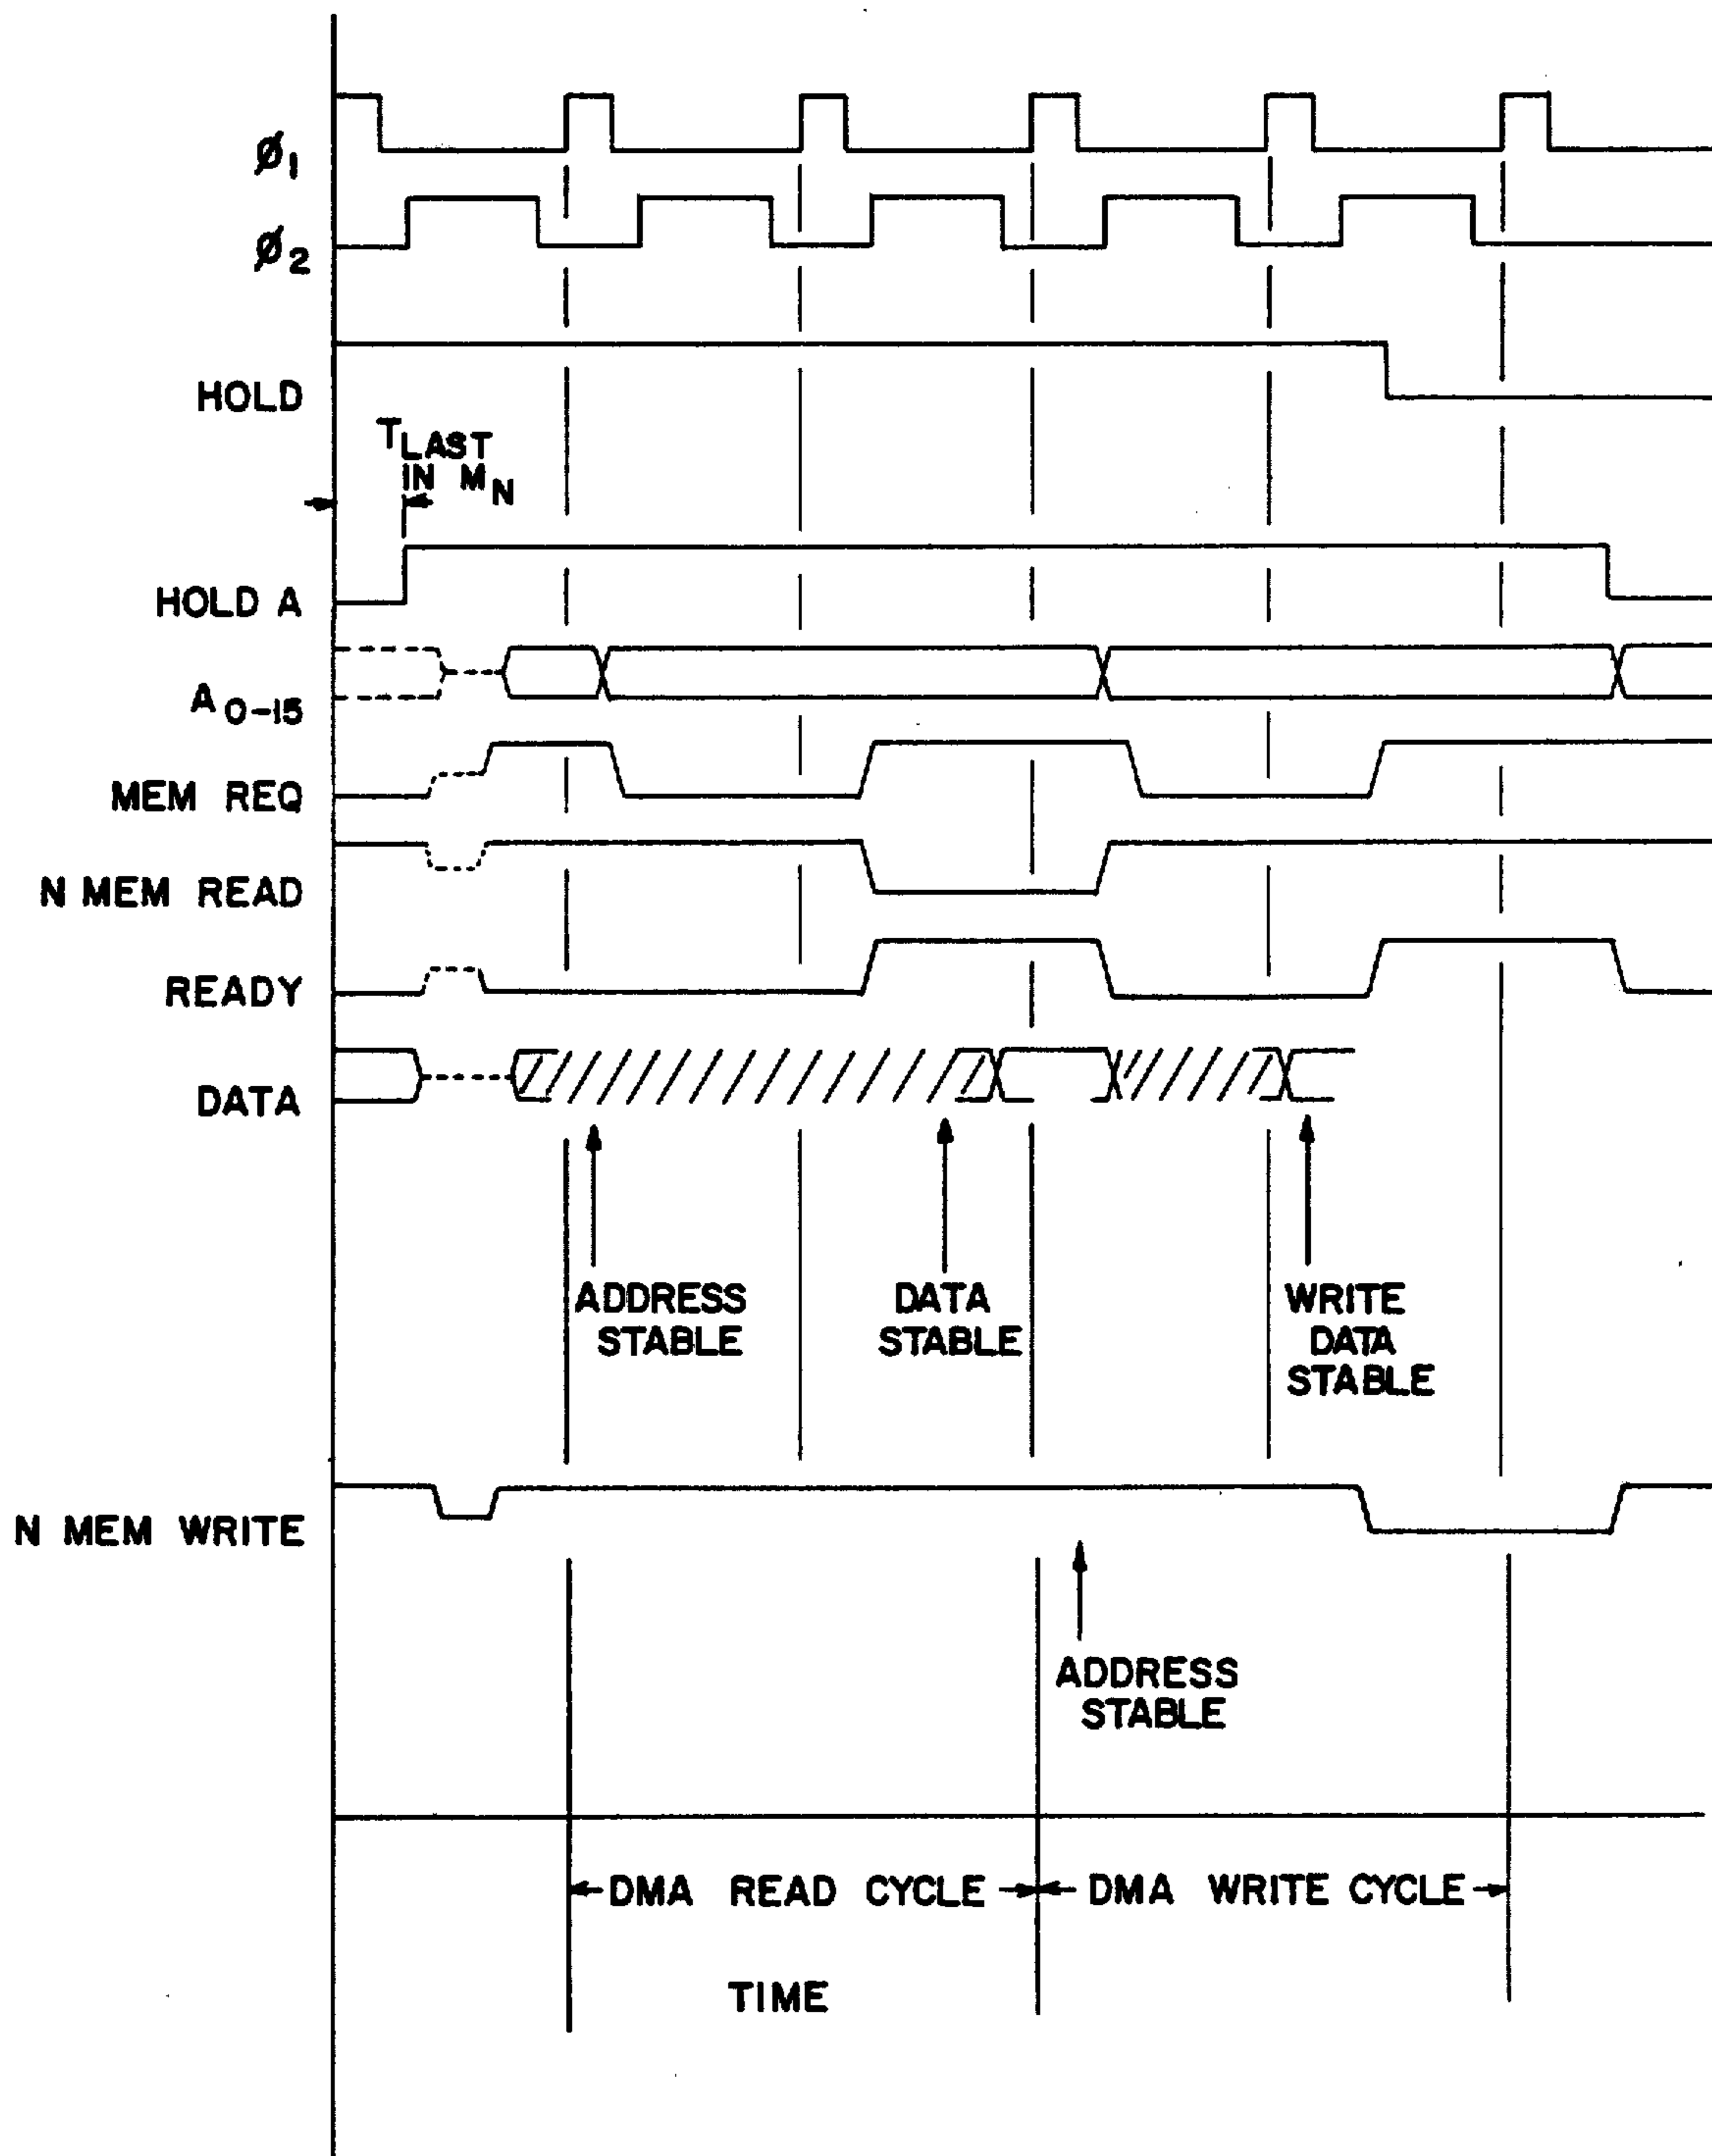 Ø1
Ø2
HOLD
TLAST
IN MN
HOLD A
A0-15
MEM REQ
N MEM READ
READY
DATA
ADDRESS
STABLE
DATA
STABLE
WRITE
DATA
STABLE
N MEM WRITE
ADDRESS
STABLE
DMA READ CYCLE
DMA WRITE CYCLE
TIME